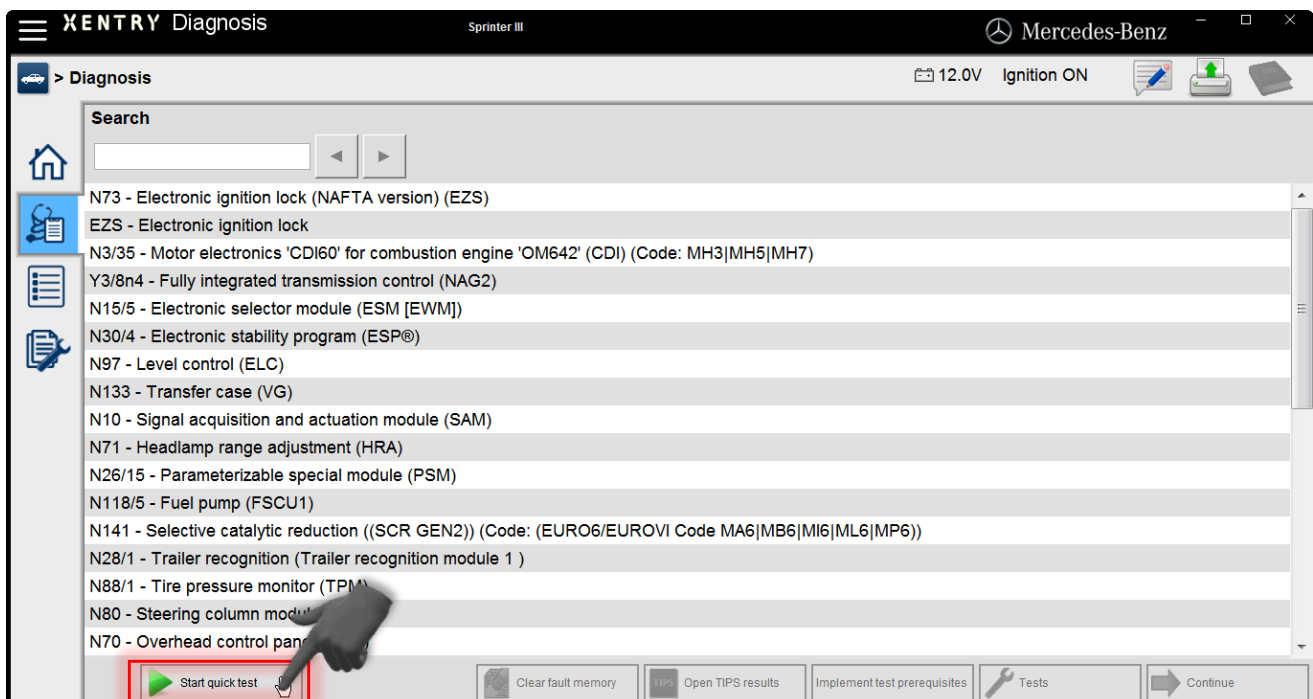 XENTRY Diagnosis
Sprinter III
Mercedes-Benz
> Diagnosis
12.0V Ignition ON
Search
N73 - Electronic ignition lock (NAFTA version) (EZS)
EZS - Electronic ignition lock
N3/35 - Motor electronics 'CDI60' for combustion engine 'OM642' (CDI) (Code: MH3|MH5|MH7)
Y3/8n4 - Fully integrated transmission control (NAG2)
N15/5 - Electronic selector module (ESM [EWM])
N30/4 - Electronic stability program (ESP®)
N97 - Level control (ELC)
N133 - Transfer case (VG)
N10 - Signal acquisition and actuation module (SAM)
N71 - Headlamp range adjustment (HRA)
N26/15 - Parameterizable special module (PSM)
N118/5 - Fuel pump (FSCU1)
N141 - Selective catalytic reduction ((SCR GEN2)) (Code: (EURO6/EUROVI Code MA6|MB6|MI6|ML6|MP6))
N28/1 - Trailer recognition (Trailer recognition module 1 )
N88/1 - Tire pressure monitor (TPM)
N80 - Steering column
N70 - Overhead control
Start quick test
Clear fault memory
TIPS Open TIPS results
Implement test prerequisites
Tests
Continue